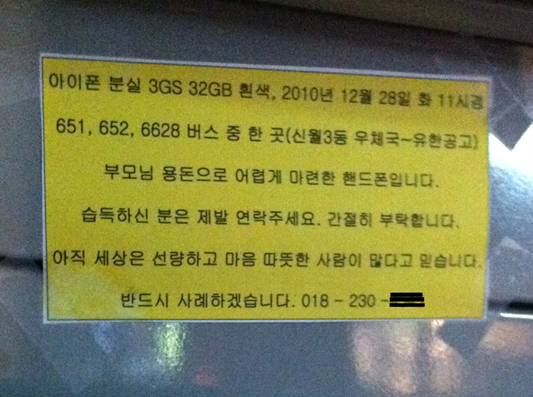 아이폰 분실 3GS 32GB 흰색, 2010년 12월 28일 화 11시경
651, 652, 6628 버스 중 한 곳(신월3동 우체국~유한공고)
부모님 용돈으로 어렵게 마련한 핸드폰입니다.
습득하신 분은 제발 연락주세요. 간절히 부탁합니다.
아직 세상은 선량하고 마음 따뜻한 사람이 많다고 믿습니다.
반드시 사례하겠습니다. 018 - 230 -